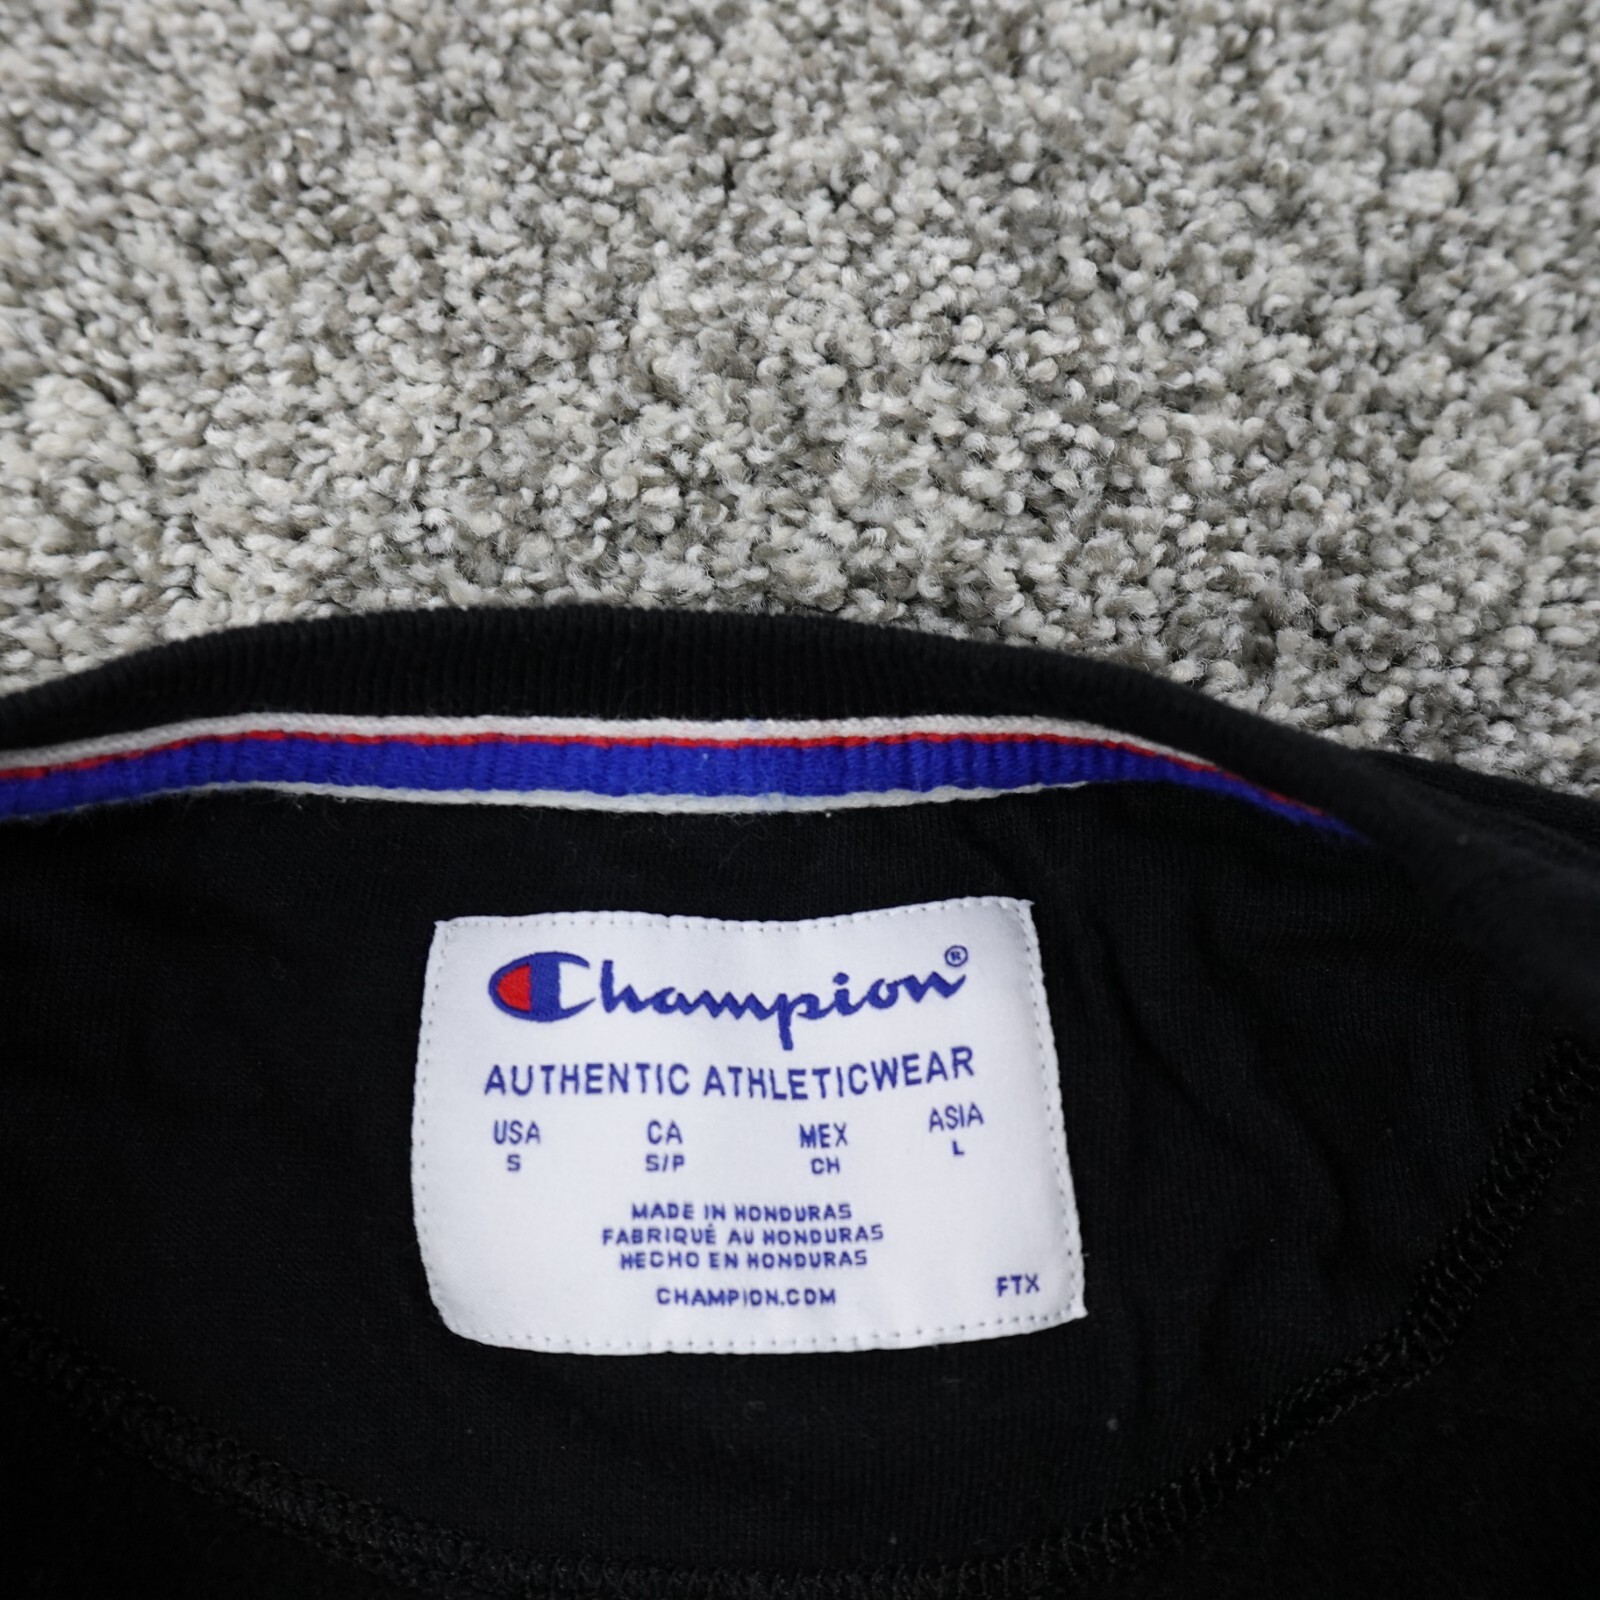 Champion®
AUTHENTIC ATHLETICWEAR
USA CA MEX ASIA
S S/P CH L
MADE IN HONDURAS
FABRIQUÉ AU HONDURAS
HECHO EN HONDURAS
CHAMPION.COM FTX